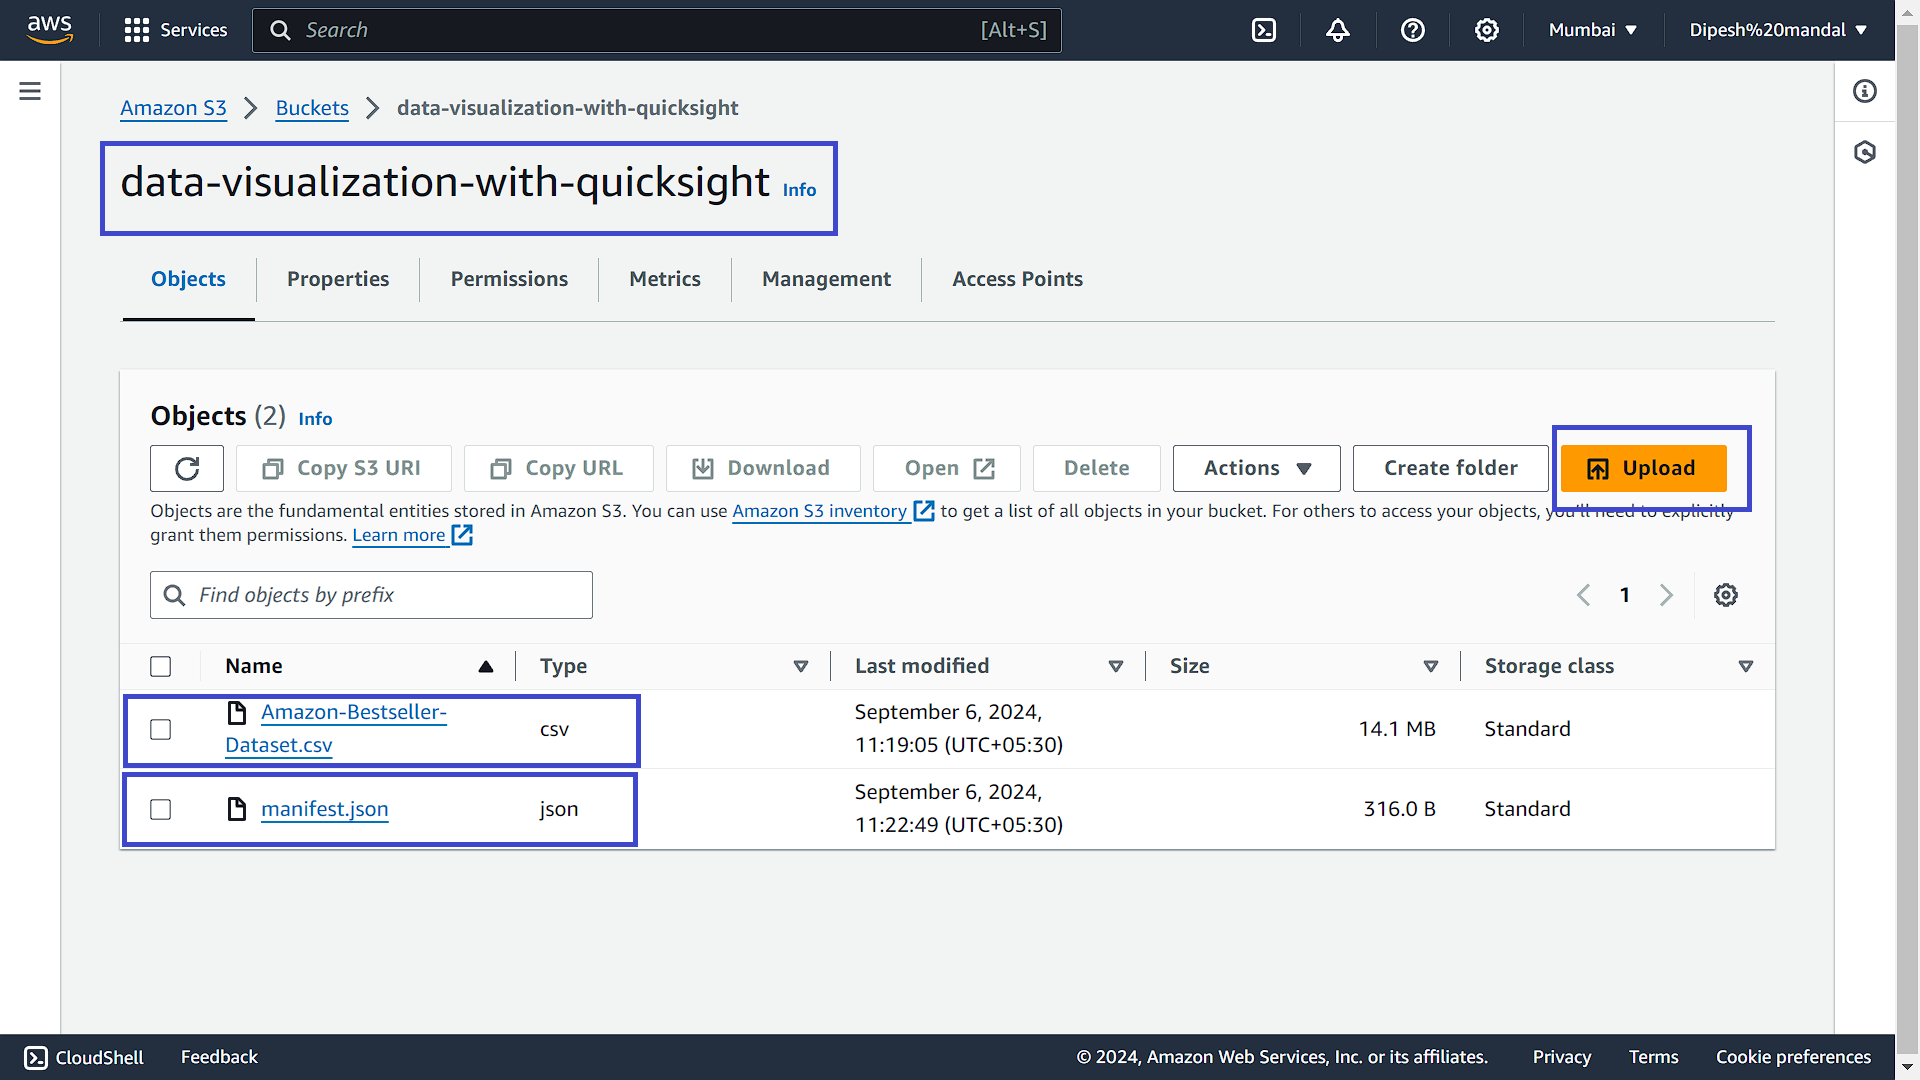 aws Services Search [Alt+S] Mumbai Dipesh%20mandal
Amazon S3 Buckets data-visualization-with-quicksight
data-visualization-with-quicksight Info
Objects Properties Permissions Metrics Management Access Points
Objects (2) Info
Copy S3 URI Copy URL Download Open Delete Actions Create folder Upload
Objects are the fundamental entities stored in Amazon S3. You can use Amazon S3 inventory to get a list of all objects in your bucket. For others to access your objects, you'll need to explicitly
grant them permissions. Learn more
Find objects by prefix 1
Name Type Last modified Size Storage class
Amazon-Bestseller- September 6, 2024,
csv 14.1 MB Standard
Dataset.csv 11:19:05 (UTC+05:30)
September 6, 2024,
manifest.json json 316.0 B Standard
11:22:49 (UTC+05:30)
CloudShell Feedback © 2024, Amazon Web Services, Inc. or its affiliates. Privacy Terms Cookie preferences